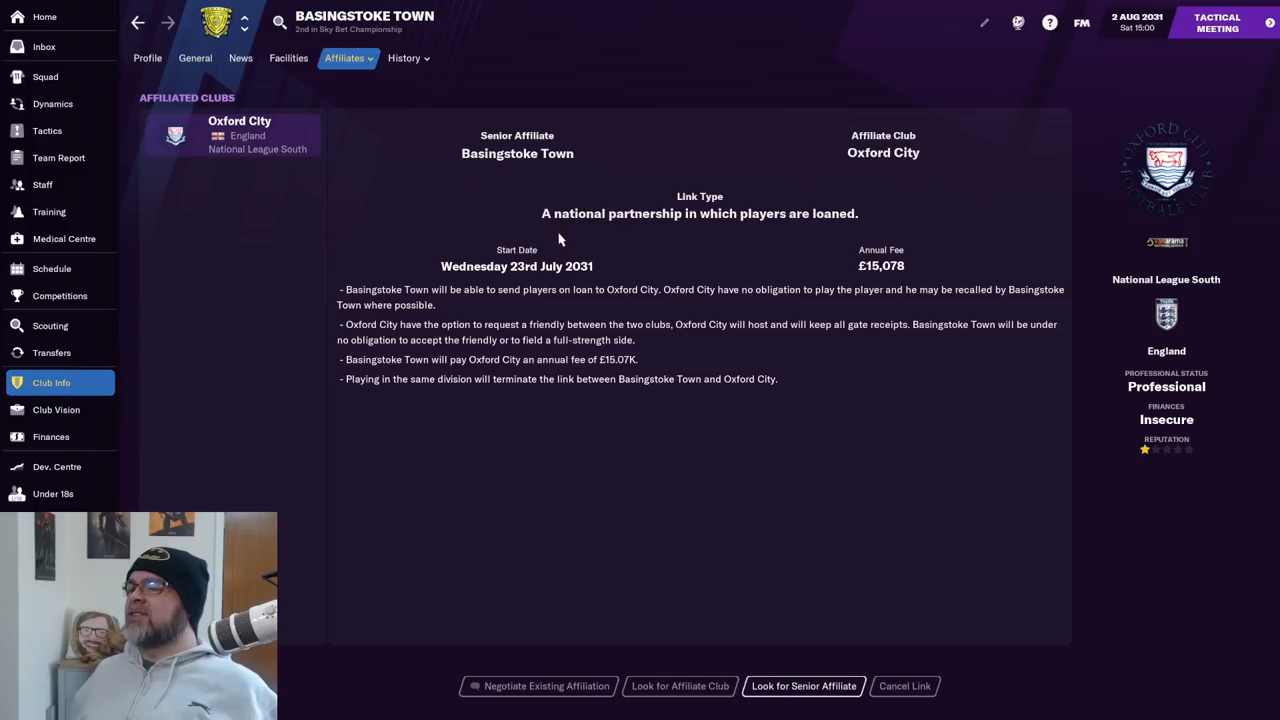 Home
Inbox
Squad
Dynamics
Tactics
Team Report
Staff
Training
Medical Centre
Schedule
Competitions
Scouting
Transfers
Club Info
Club Vision
Finances
Dev. Centre
Under 18s
BASINGSTOKE TOWN
2nd in Sky Bet Championship
FM
2 AUG 2031
Sat 15:00
TACTICAL
MEETING
Profile
General
News
Facilities
Affiliates
History
AFFILIATED CLUBS
Oxford City
England
National League South
Senior Affiliate
Basingstoke Town
Affiliate Club
Oxford City
Link Type
A national partnership in which players are loaned.
Start Date
Wednesday 23rd July 2031
Annual Fee
£15,078
- Basingstoke Town will be able to send players on loan to Oxford City. Oxford City have no obligation to play the player and he may be recalled by Basingstoke
Town where possible.
- Oxford City have the option to request a friendly between the two clubs, Oxford City will host and will keep all gate receipts. Basingstoke Town will be under
no obligation to accept the friendly or to field a full-strength side.
- Basingstoke Town will pay Oxford City an annual fee of £15.07K.
- Playing in the same division will terminate the link between Basingstoke Town and Oxford City.
Negotiate Existing Affiliation
Look for Affiliate Club
Look for Senior Affiliate
Cancel Link
OXFORD CITY
FOOTBALL CLUB
National League South
England
PROFESSIONAL STATUS
Professional
FINANCES
Insecure
REPUTATION